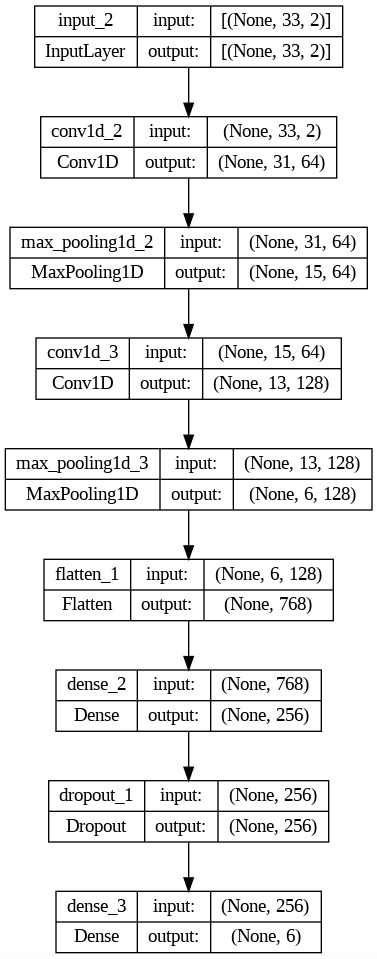 input_2 input: [(None, 33, 2)]
InputLayer output: [(None, 33, 2)]
conv1d_2 input: (None, 33, 2)
Conv1D output: (None, 31, 64)
max_pooling1d_2 input: (None, 31, 64)
MaxPooling1D output: (None, 15, 64)
conv1d_3 input: (None, 15, 64)
Conv1D output: (None, 13, 128)
max_pooling1d_3 input: (None, 13, 128)
MaxPooling1D output: (None, 6, 128)
flatten_1 input: (None, 6, 128)
Flatten output: (None, 768)
dense_2 input: (None, 768)
Dense output: (None, 256)
dropout_1 input: (None, 256)
Dropout output: (None, 256)
dense_3 input: (None, 256)
Dense output: (None, 6)